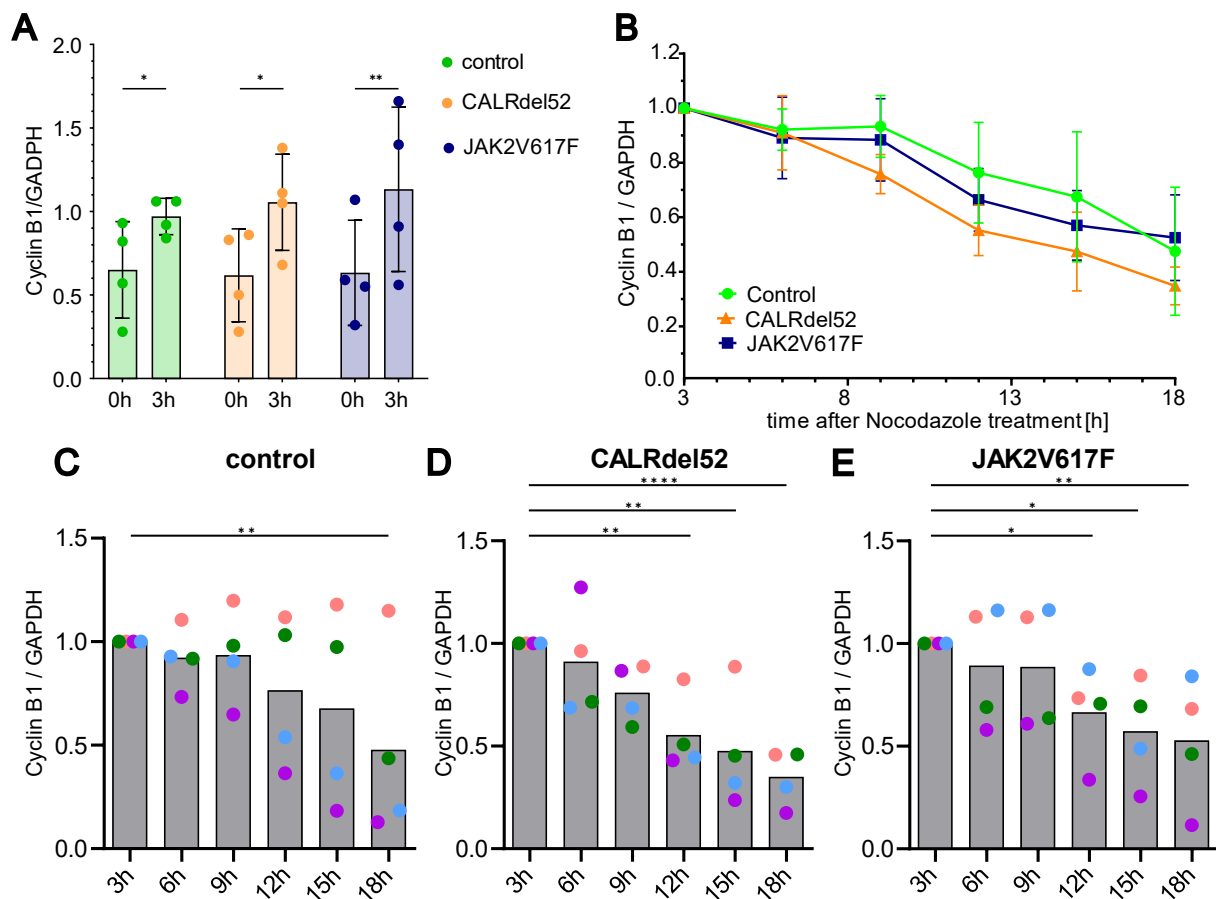 A
2.0
1.5
1.0
0.5
0.0
Cyclin B1/GADPH
*
*
**
0h
3h
0h
3h
0h
3h
control
CALRdel52
JAK2V617F
B
1.2
1.0
0.8
0.6
0.4
0.2
0.0
Cyclin B1 / GAPDH
Control
CALRdel52
JAK2V617F
3
8
13
18
time after Nocodazole treatment [h]
C
control
**
1.5
1.0
0.5
0.0
Cyclin B1 / GAPDH
3h
6h
9h
12h
15h
18h
D
CALRdel52
****
**
**
1.5
1.0
0.5
0.0
Cyclin B1 / GAPDH
3h
6h
9h
12h
15h
18h
E
JAK2V617F
**
*
*
1.5
1.0
0.5
0.0
Cyclin B1 / GAPDH
3h
6h
9h
12h
15h
18h